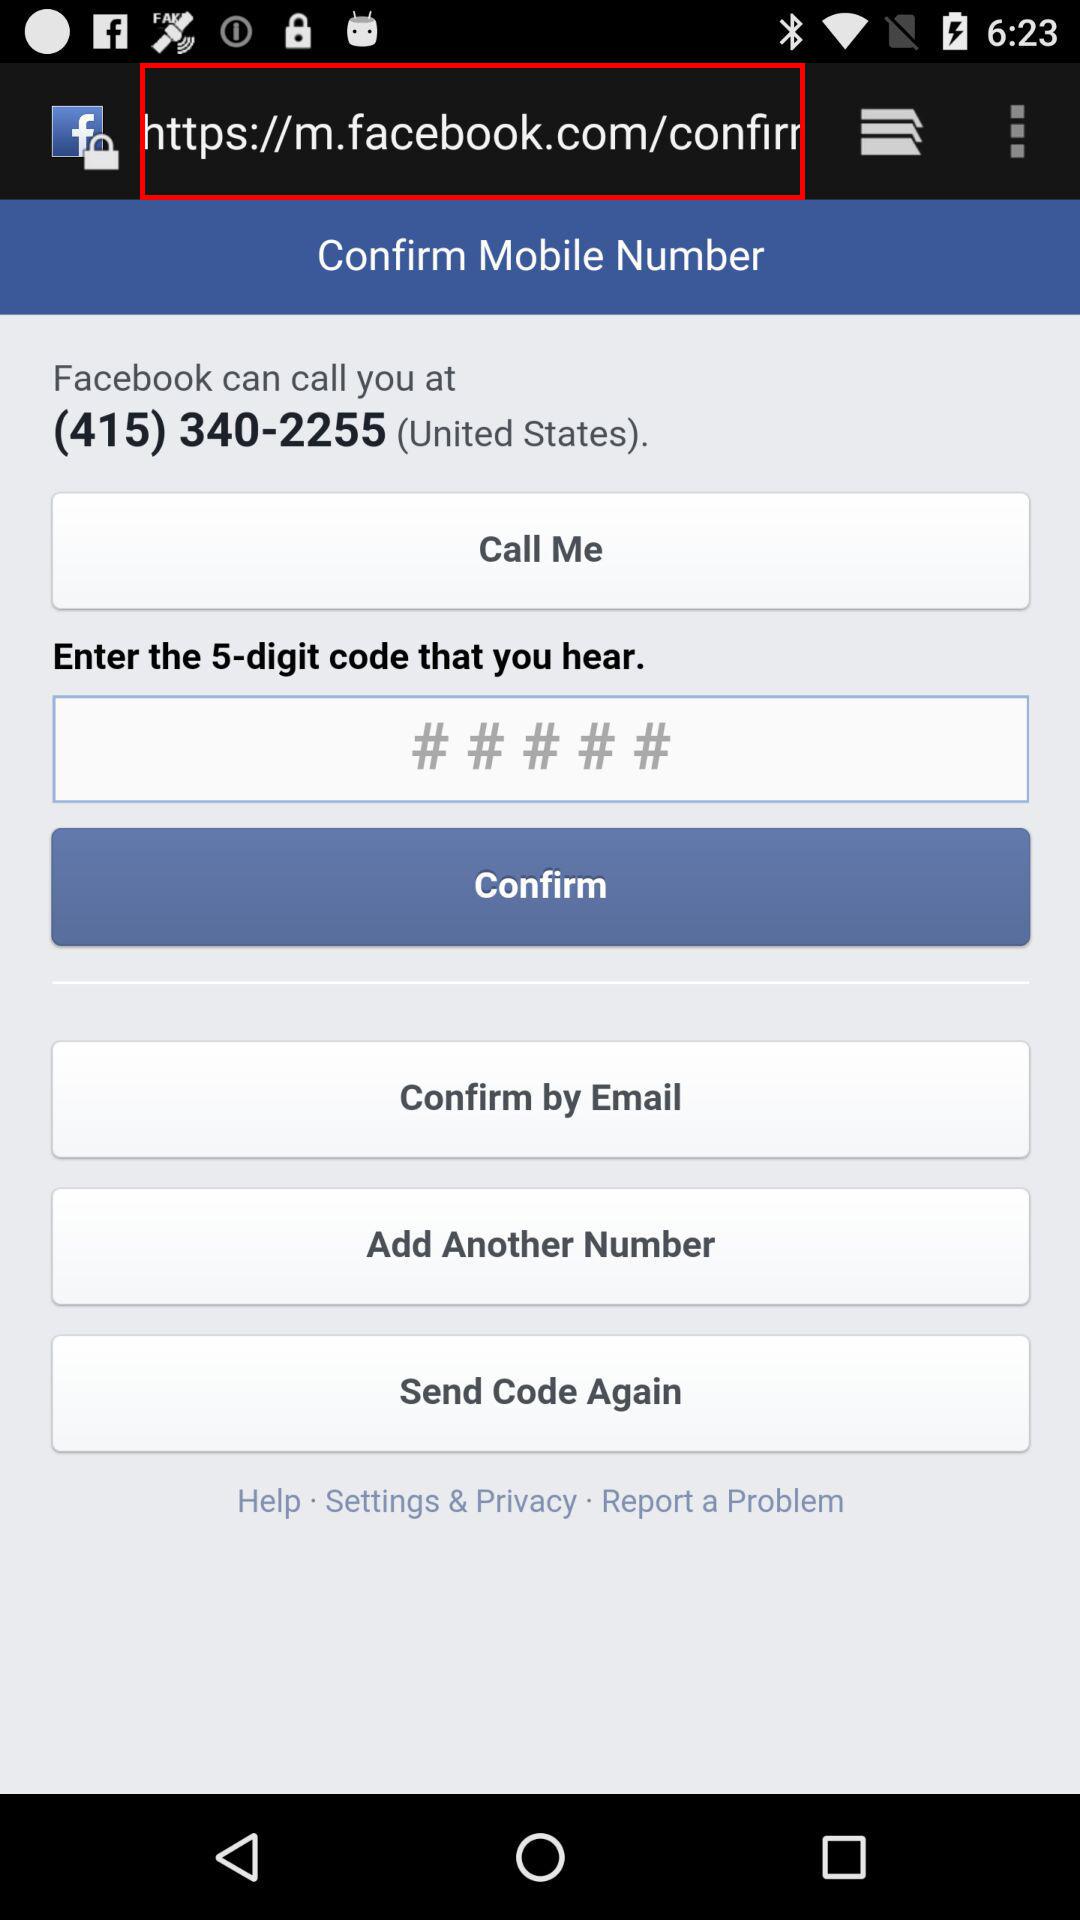 FAKE
6:23
https://m.facebook.com/confirm
Confirm Mobile Number
Facebook can call you at
(415) 340-2255 (United States).
Call Me
Enter the 5-digit code that you hear.
# # # # #
Confirm
Confirm by Email
Add Another Number
Send Code Again
Help · Settings & Privacy · Report a Problem